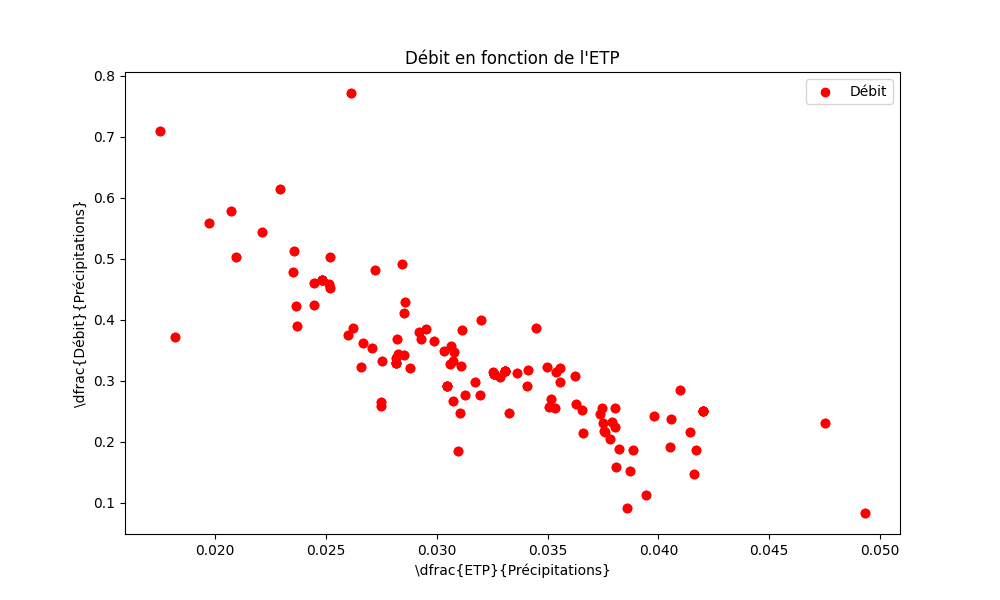 Débit en fonction de l'ETP
Débit
0.8
0.7
0.6
0.5
0.4
0.3
0.2
0.1
\dfrac{Débit}{Précipitations}
0.020 0.025 0.030 0.035 0.040 0.045 0.050
\dfrac{ETP}{Précipitations}